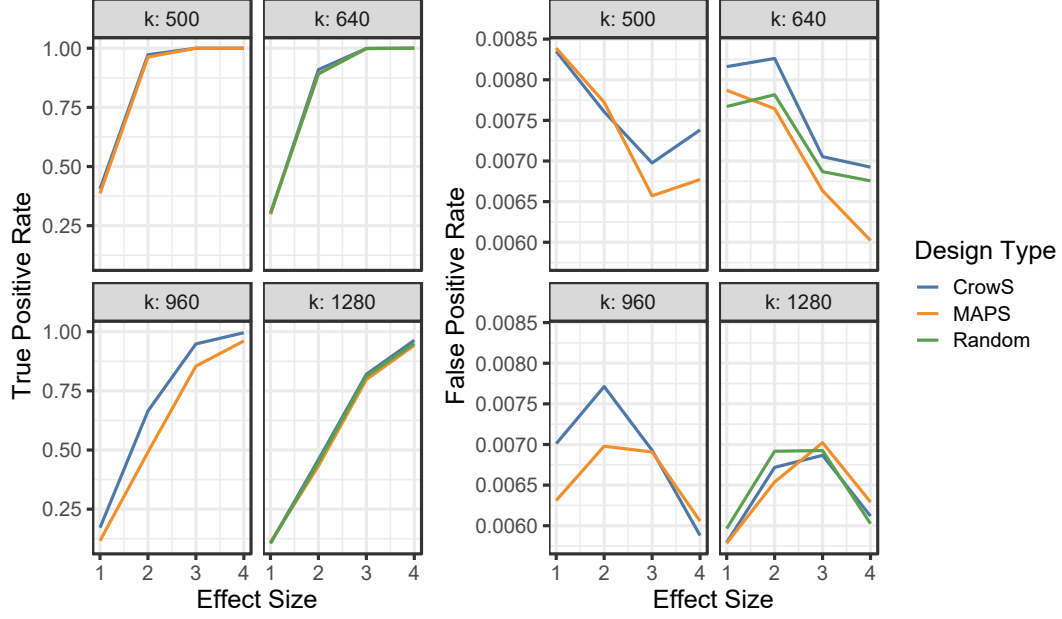 k: 500
k: 640
k: 500
k: 640
1.00
0.75
0.50
0.25
0.0085
0.0080
0.0075
0.0070
0.0065
0.0060
k: 960
k: 1280
k: 960
k: 1280
1.00
0.75
0.50
0.25
0.0085
0.0080
0.0075
0.0070
0.0065
0.0060
1 2 3 4
1 2 3 4
1 2 3 4
1 2 3 4
Effect Size
Effect Size
True Positive Rate
False Positive Rate
Design Type
CrowS
MAPS
Random